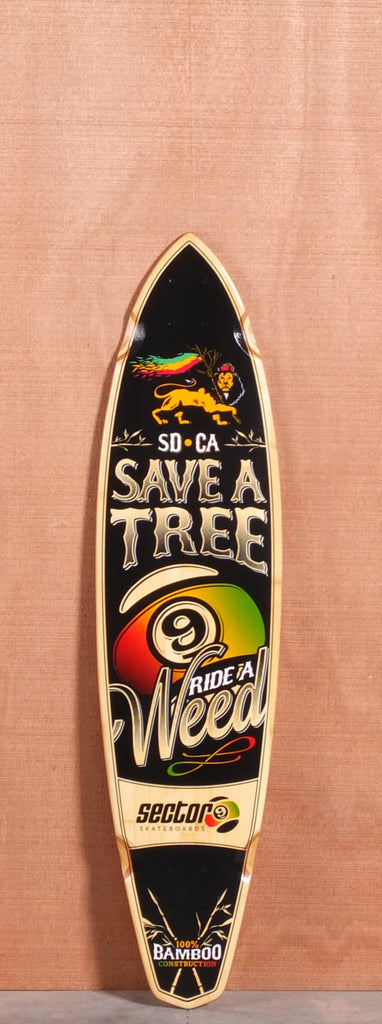 SD • CA
SAVE A
TREE
9
RIDE A
Weed
sector 9
SKATEBOARDS
100%
BAMBOO
CONSTRUCTION